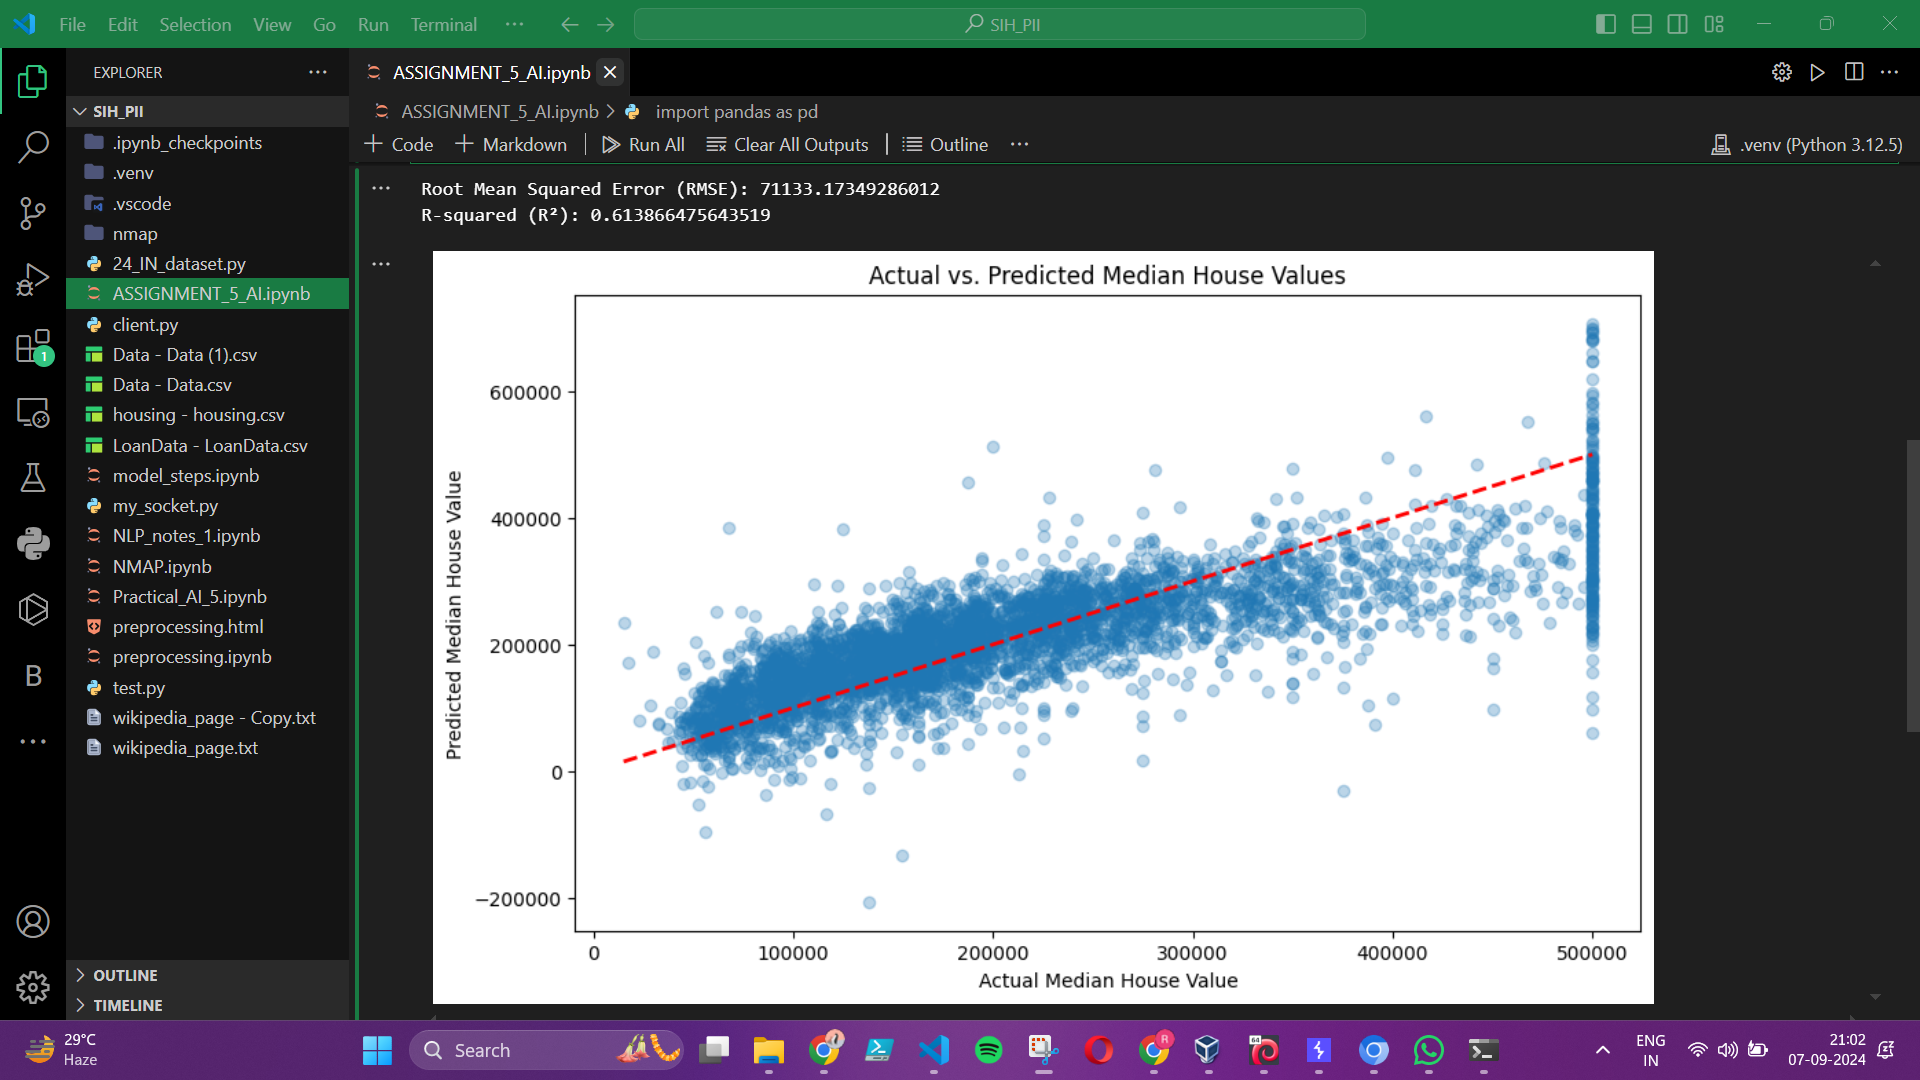 File Edit Selection View Go Run Terminal ···
SIH_PII
EXPLORER
ASSIGNMENT_5_AI.ipynb
SIH_PII
ASSIGNMENT_5_AI.ipynb > import pandas as pd
+ Code + Markdown Run All Clear All Outputs Outline ···
.venv (Python 3.12.5)
.ipynb_checkpoints
.venv
.vscode
nmap
24_IN_dataset.py
ASSIGNMENT_5_AI.ipynb
client.py
Data - Data (1).csv
Data - Data.csv
housing - housing.csv
LoanData - LoanData.csv
model_steps.ipynb
my_socket.py
NLP_notes_1.ipynb
NMAP.ipynb
Practical_AI_5.ipynb
preprocessing.html
preprocessing.ipynb
test.py
wikipedia_page - Copy.txt
wikipedia_page.txt
OUTLINE
TIMELINE
1
B
Root Mean Squared Error (RMSE): 71133.17349286012
R-squared (R²): 0.613866475643519
Actual vs. Predicted Median House Values
Predicted Median House Value
600000
400000
200000
0
−200000
0 100000 200000 300000 400000 500000
Actual Median House Value
29°C
Haze
Search
R
64
ENG
IN
21:02
07-09-2024